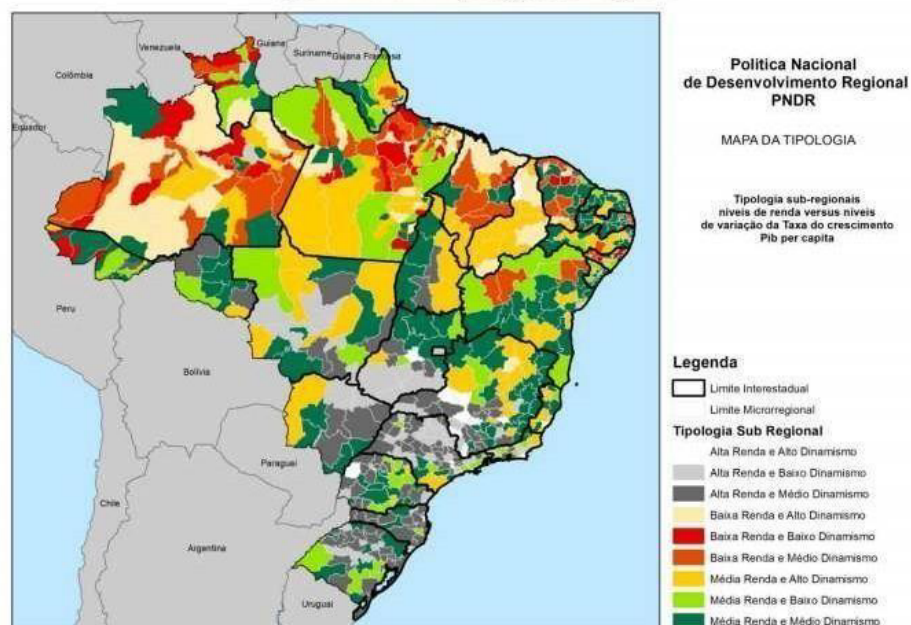 Venezuela
Guiana
Suriname
Guiana Francesa
Colômbia
Equador
Peru
Bolívia
Paraguai
Chile
Argentina
Uruguai
Política Nacional
de Desenvolvimento Regional
PNDR
MAPA DA TIPOLOGIA
Tipologia sub-regionais
níveis de renda versus níveis
de variação da Taxa do crescimento
Pib per capita
Legenda
Limite Interestadual
Limite Microrregional
Tipologia Sub Regional
Alta Renda e Alto Dinamismo
Alta Renda e Baixo Dinamismo
Alta Renda e Médio Dinamismo
Baixa Renda e Alto Dinamismo
Baixa Renda e Baixo Dinamismo
Baixa Renda e Médio Dinamismo
Média Renda e Alto Dinamismo
Média Renda e Baixo Dinamismo
Média Renda e Médio Dinamismo